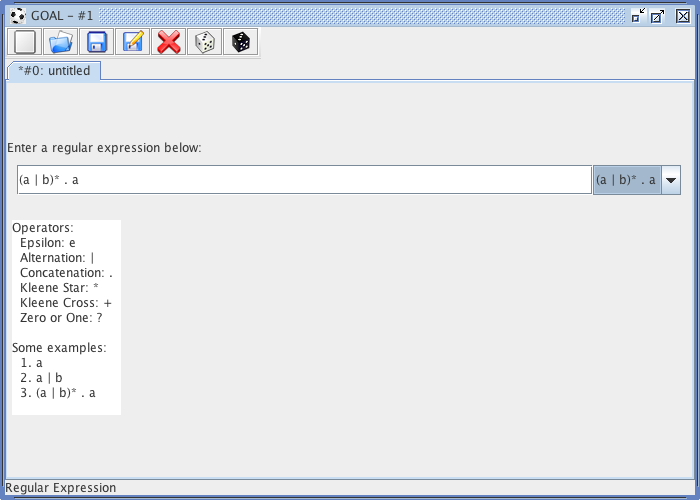 GOAL - #1
*#0: untitled
Enter a regular expression below:
(a | b)* . a
(a | b)* . a
Operators:
Epsilon: e
Alternation: |
Concatenation: .
Kleene Star: *
Kleene Cross: +
Zero or One: ?
Some examples:
1. a
2. a | b
3. (a | b)* . a
Regular Expression